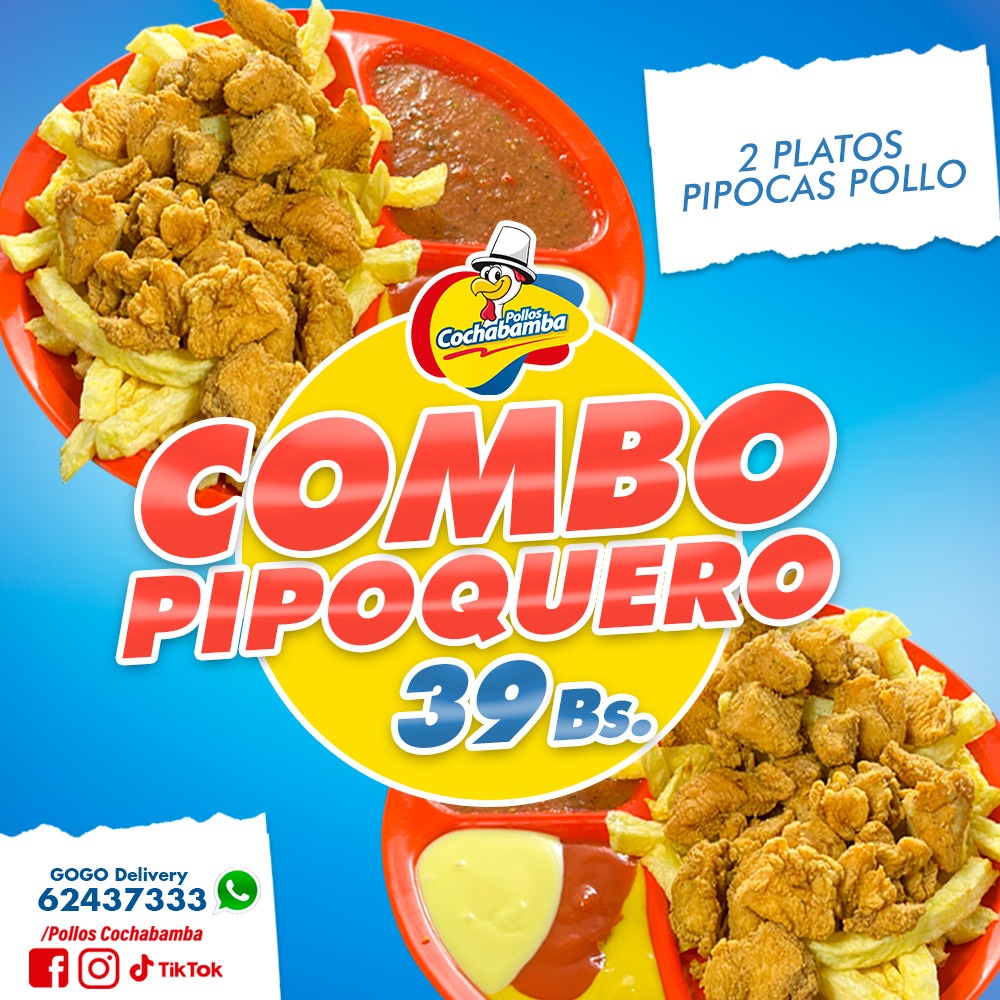 2 PLATOS
PIPOCAS POLLO
Pollos
Cochabamba
COMBO
PIPOQUERO
39 Bs.
GOGO Delivery
62437333
/Pollos Cochabamba
TikTok